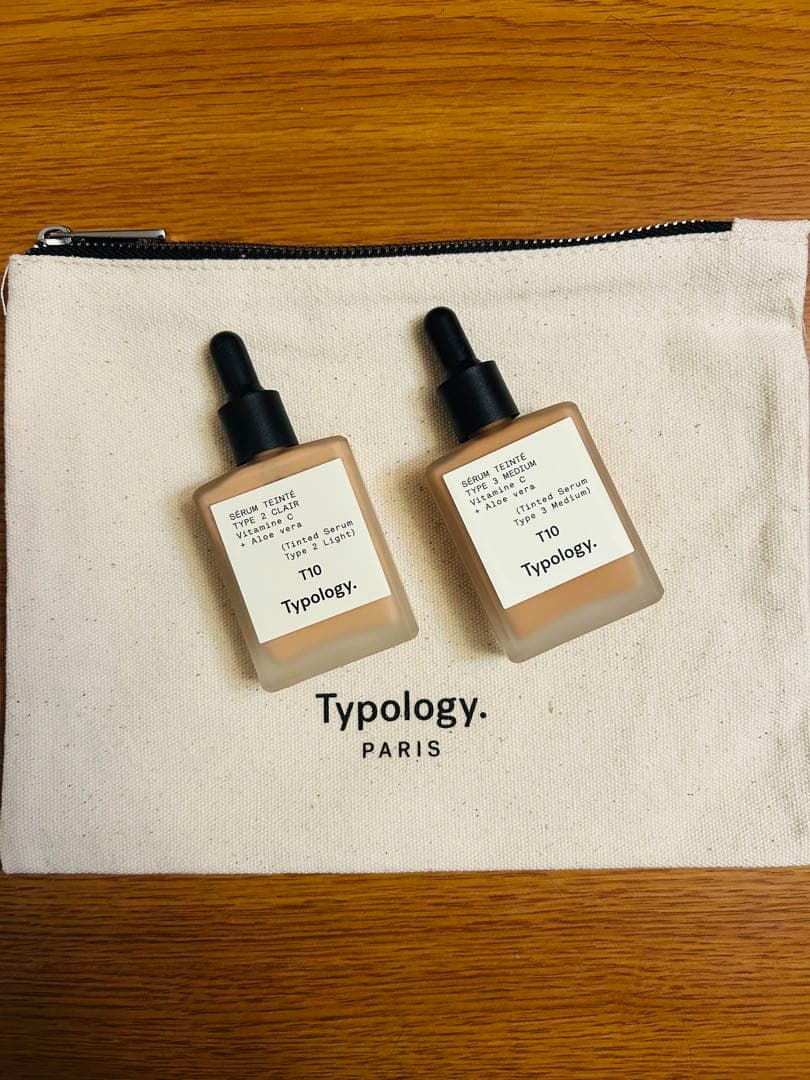 SÉRUM TEINTÉ
TYPE 2 CLAIR
Vitamine C
+ Aloe vera
(Tinted Serum
Type 2 Light)
T10
Typology.
SÉRUM TEINTÉ
TYPE 3 MEDIUM
Vitamine C
+ Aloe vera
(Tinted Serum
Type 3 Medium)
T10
Typology.
Typology.
PARIS